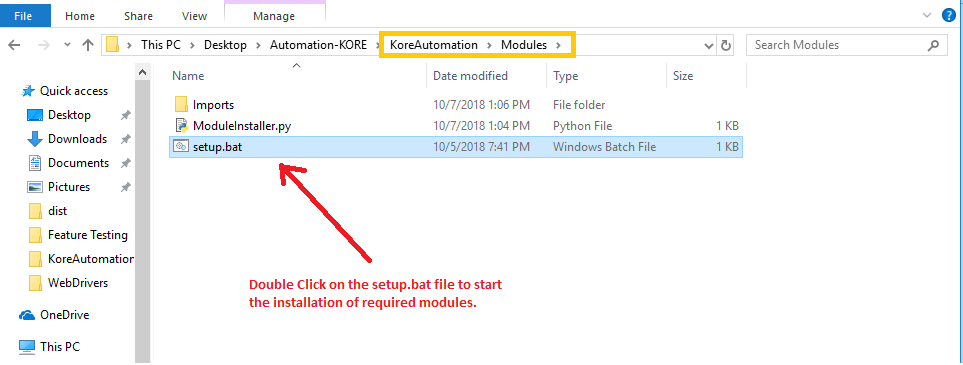 File Home Share View Manage
This PC Desktop Automation-KORE KoreAutomation Modules Search Modules
Name Date modified Type Size
Quick access
Desktop
Downloads
Documents
Pictures
dist
Feature Testing
KoreAutomation
WebDrivers
OneDrive
This PC
Imports 10/7/2018 1:06 PM File folder
ModuleInstaller.py 10/7/2018 1:04 PM Python File 1 KB
setup.bat 10/5/2018 7:41 PM Windows Batch File 1 KB
Double Click on the setup.bat file to start
the installation of required modules.